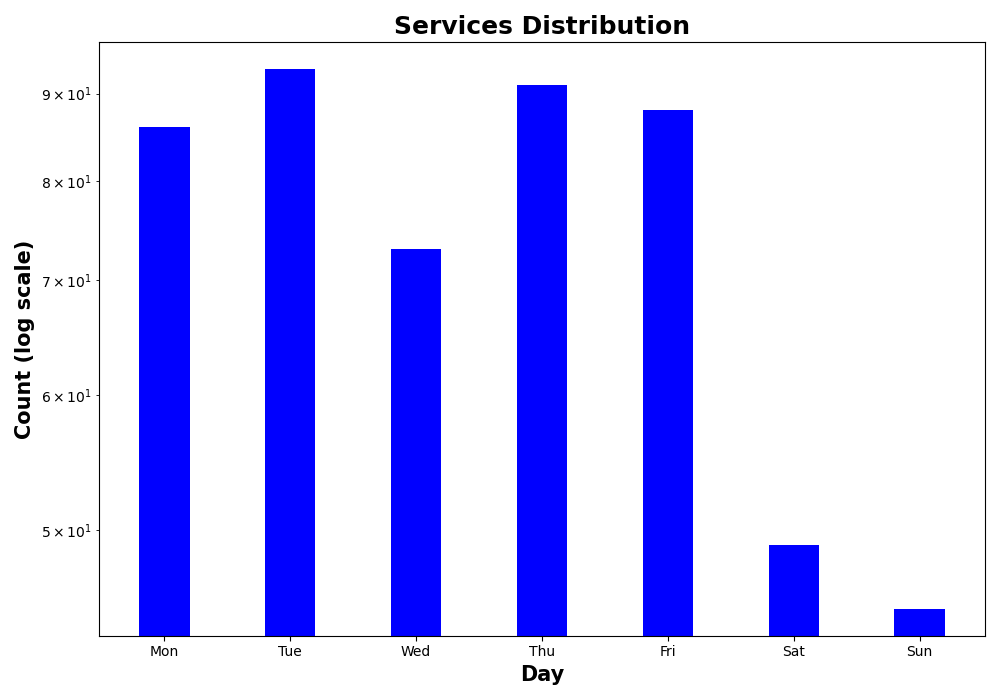 Services Distribution
Count (log scale)
9 × 10¹
8 × 10¹
7 × 10¹
6 × 10¹
5 × 10¹
Mon Tue Wed Thu Fri Sat Sun
Day